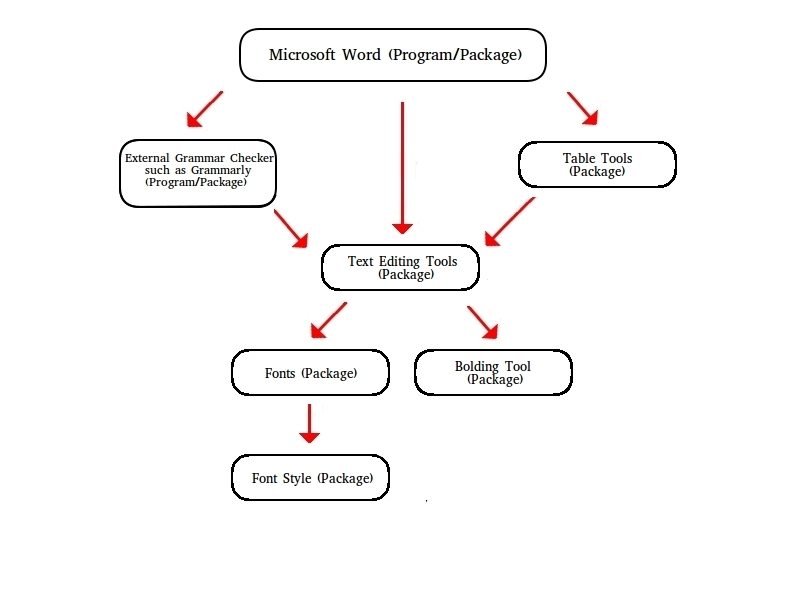 Microsoft Word (Program/Package)
External Grammar Checker
such as Grammarly
(Program/Package)
Table Tools
(Package)
Text Editing Tools
(Package)
Fonts (Package)
Bolding Tool
(Package)
Font Style (Package)